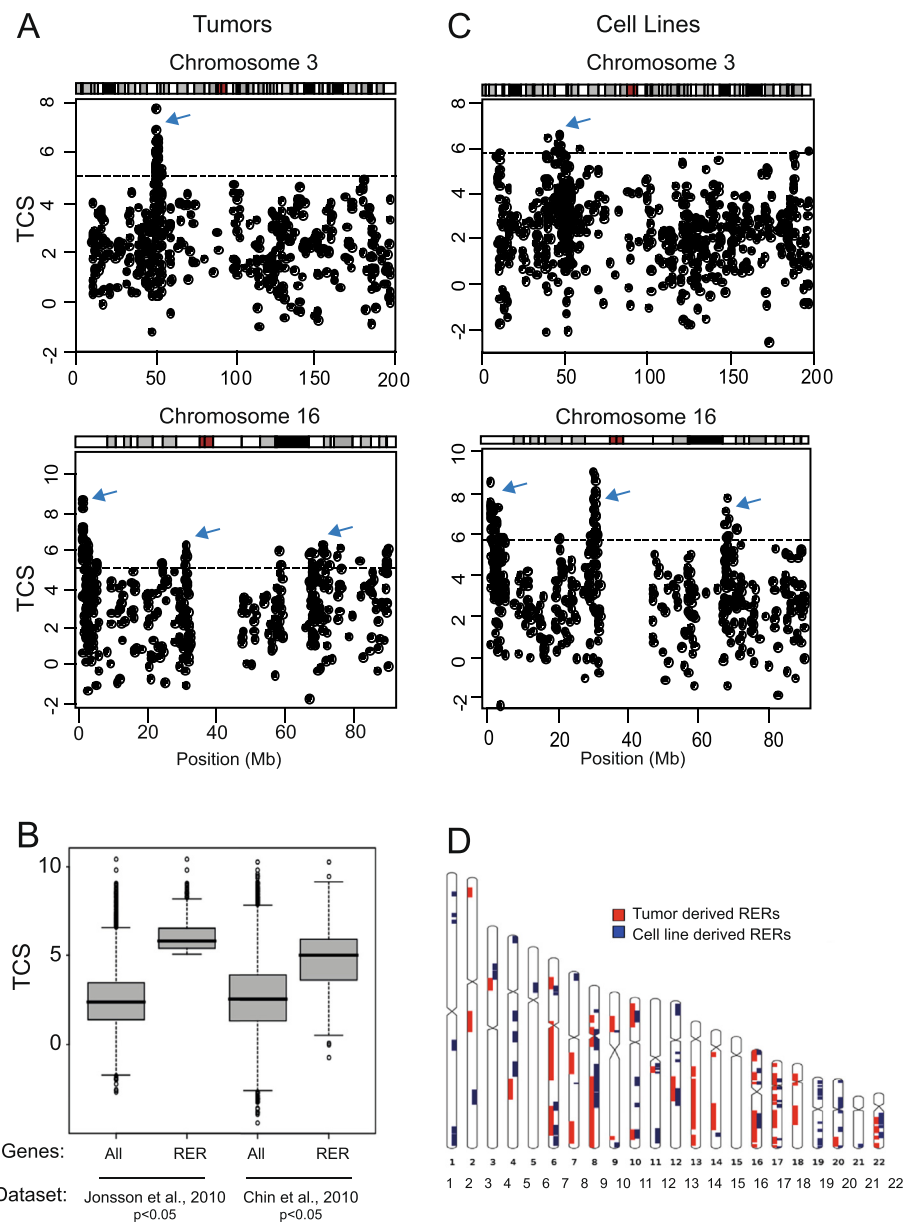 A
Tumors
Chromosome 3
TCS
8
6
4
2
0
-2
0 50 100 150 200
Chromosome 16
TCS
10
8
6
4
2
0
-2
0 20 40 60 80
Position (Mb)
C
Cell Lines
Chromosome 3
8
6
4
2
0
-2
0 50 100 150 200
Chromosome 16
TCS
10
8
6
4
2
0
-2
0 20 40 60 80
Position (Mb)
B
TCS
10
5
0
Genes: All RER All RER
Dataset: Jonsson et al., 2010 Chin et al., 2010
p<0.05 p<0.05
D
Tumor derived RERs
Cell line derived RERs
1 2 3 4 5 6 7 8 9 10 11 12 13 14 15 16 17 18 19 20 21 22
1 2 3 4 5 6 7 8 9 10 11 12 13 14 15 16 17 18 19 20 21 22